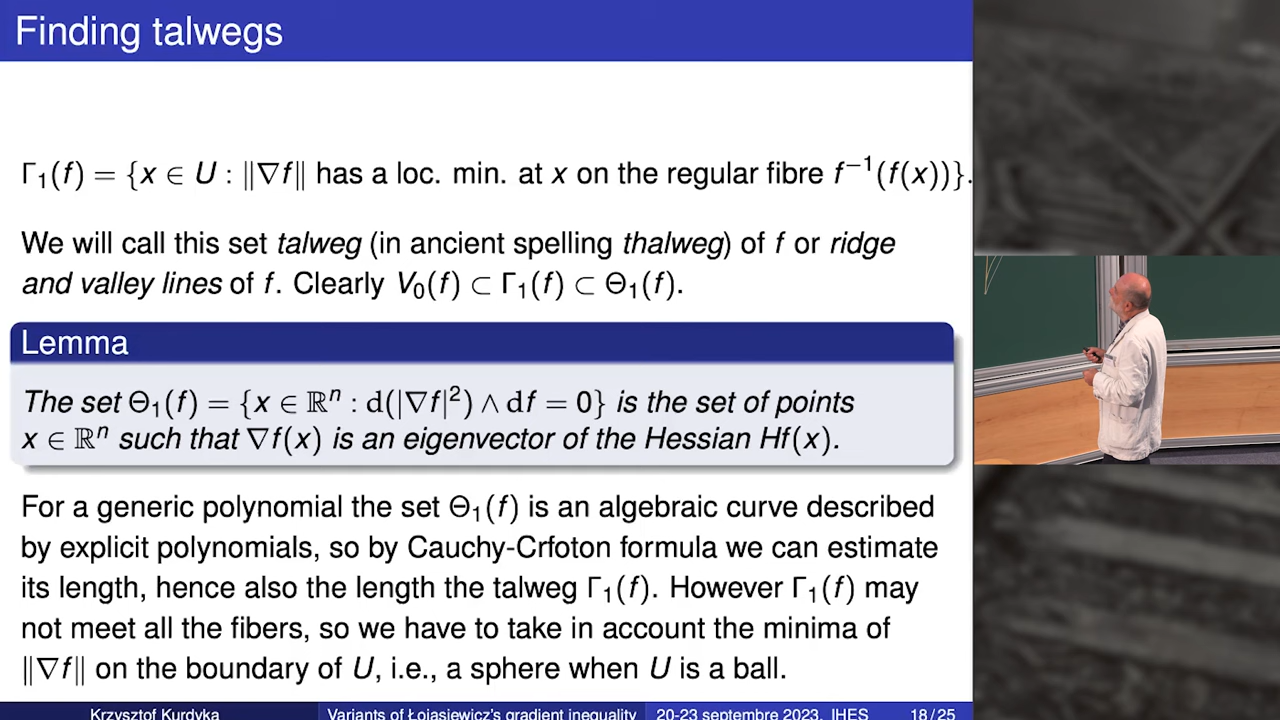 Finding talwegs
Γ₁(f) = {x ∈ U : ‖∇f‖ has a loc. min. at x on the regular fibre f⁻¹(f(x))}.
We will call this set talweg (in ancient spelling thalweg) of f or ridge
and valley lines of f. Clearly V₀(f) ⊂ Γ₁(f) ⊂ Θ₁(f).
Lemma
The set Θ₁(f) = {x ∈ ℝⁿ : d(|∇f|²) ∧ df = 0} is the set of points
x ∈ ℝⁿ such that ∇f(x) is an eigenvector of the Hessian Hf(x).
For a generic polynomial the set Θ₁(f) is an algebraic curve described
by explicit polynomials, so by Cauchy-Crfoton formula we can estimate
its length, hence also the length the talweg Γ₁(f). However Γ₁(f) may
not meet all the fibers, so we have to take in account the minima of
‖∇f‖ on the boundary of U, i.e., a sphere when U is a ball.
Krzysztof Kurdyka Variants of Łojasiewicz's gradient inequality 20-23 septembre 2023, IHES 18 / 25